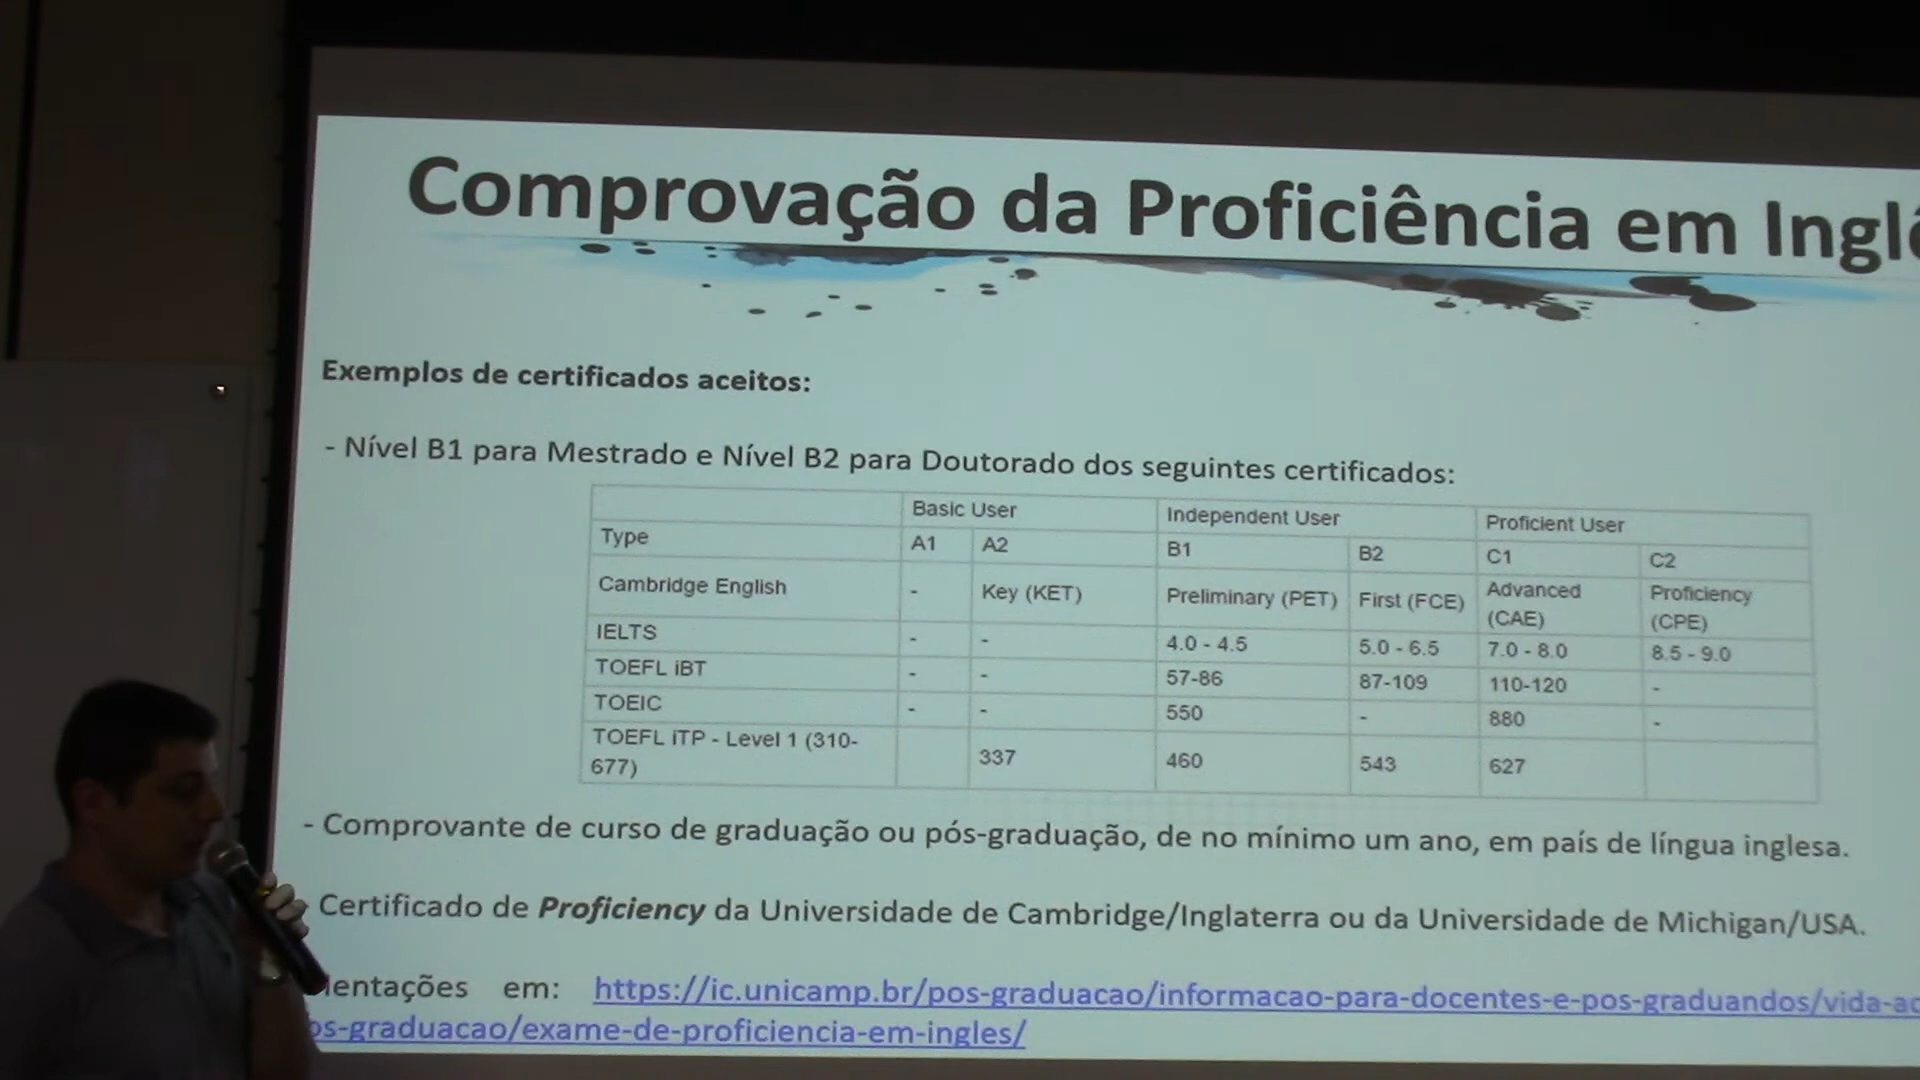 Comprovação da Proficiência em Inglê
Exemplos de certificados aceitos:
- Nível B1 para Mestrado e Nível B2 para Doutorado dos seguintes certificados:
Basic User Independent User Proficient User
Type A1 A2 B1 B2 C1 C2
Cambridge English - Key (KET) Preliminary (PET) First (FCE) Advanced (CAE) Proficiency (CPE)
IELTS - - 4.0 - 4.5 5.0 - 6.5 7.0 - 8.0 8.5 - 9.0
TOEFL iBT - - 57-86 87-109 110-120 -
TOEIC - - 550 - 880 -
TOEFL iTP - Level 1 (310-677) 337 460 543 627
- Comprovante de curso de graduação ou pós-graduação, de no mínimo um ano, em país de língua inglesa.
Certificado de Proficiency da Universidade de Cambridge/Inglaterra ou da Universidade de Michigan/USA.
entações em: https://ic.unicamp.br/pos-graduacao/informacao-para-docentes-e-pos-graduandos/vida-ac
os-graduacao/exame-de-proficiencia-em-ingles/